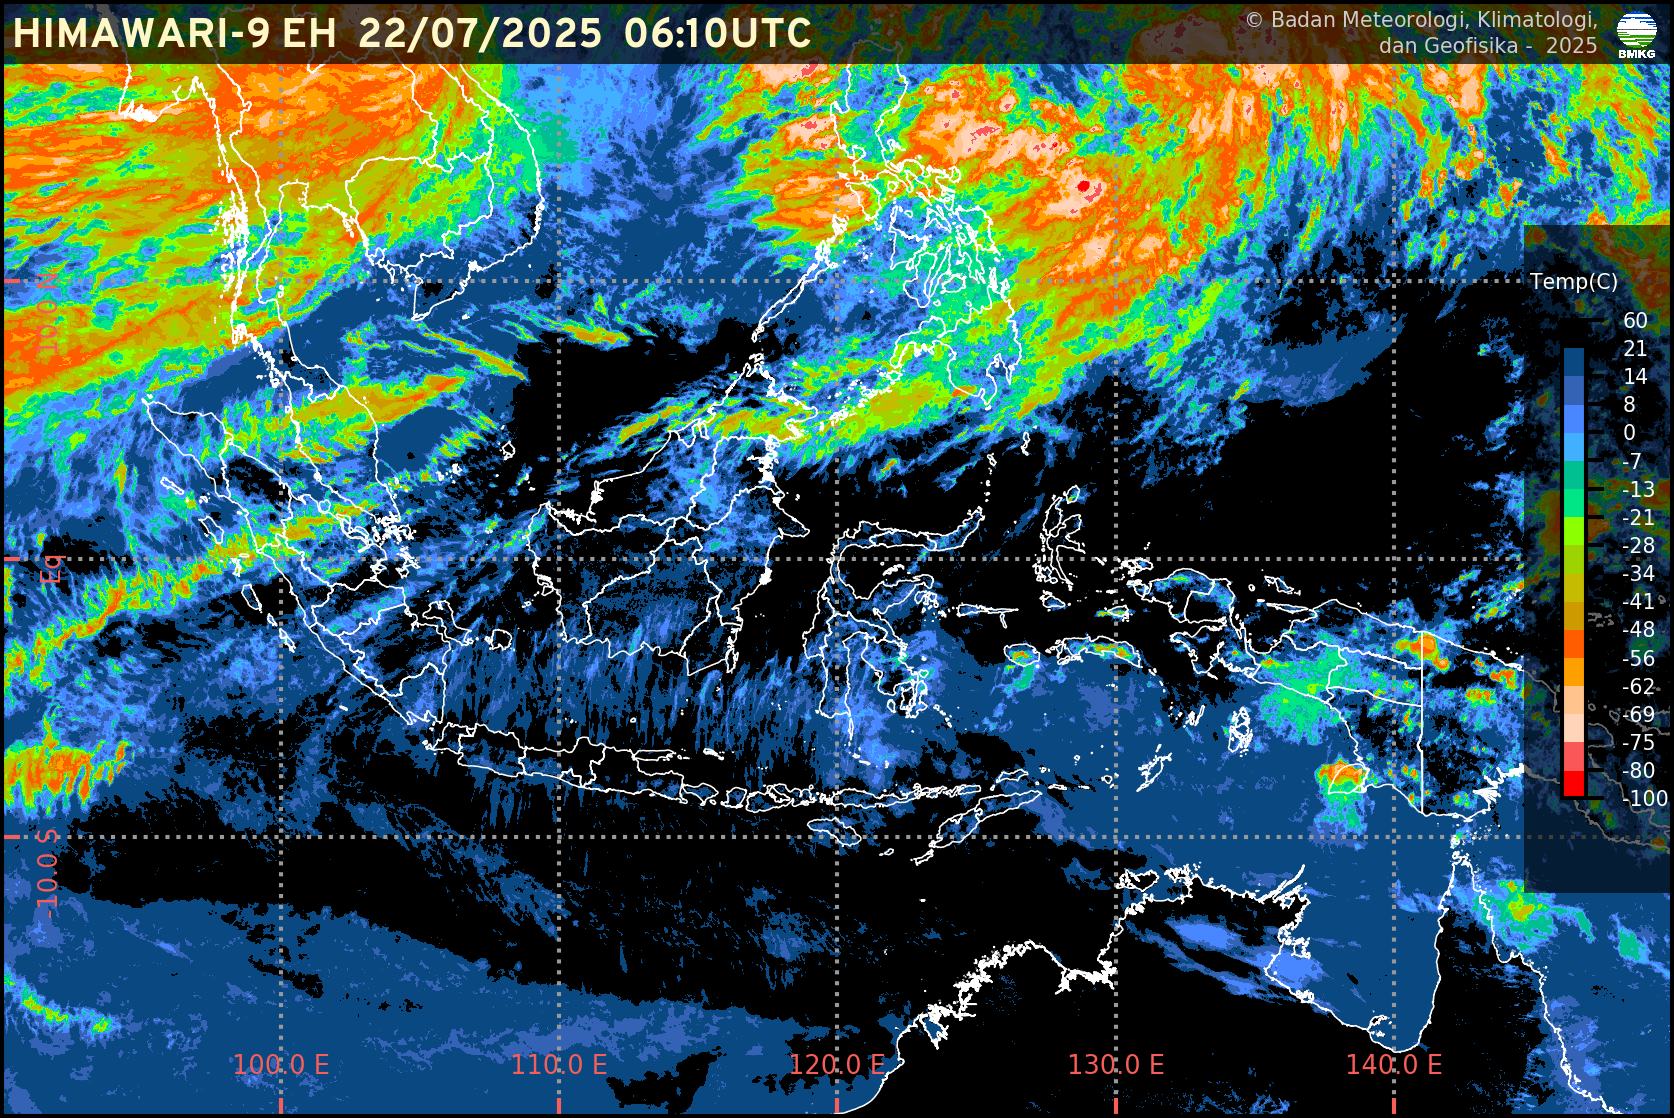 HIMAWARI-9 EH 22/07/2025 06:10UTC
© Badan Meteorologi, Klimatologi,
dan Geofisika - 2025
BMKG
Temp(C)
60
21
14
8
0
-7
-13
-21
-28
-34
-41
-48
-56
-62
-69
-75
-80
-100
10.0 N
Eq
-10.0 S
100.0 E
110.0 E
120.0 E
130.0 E
140.0 E